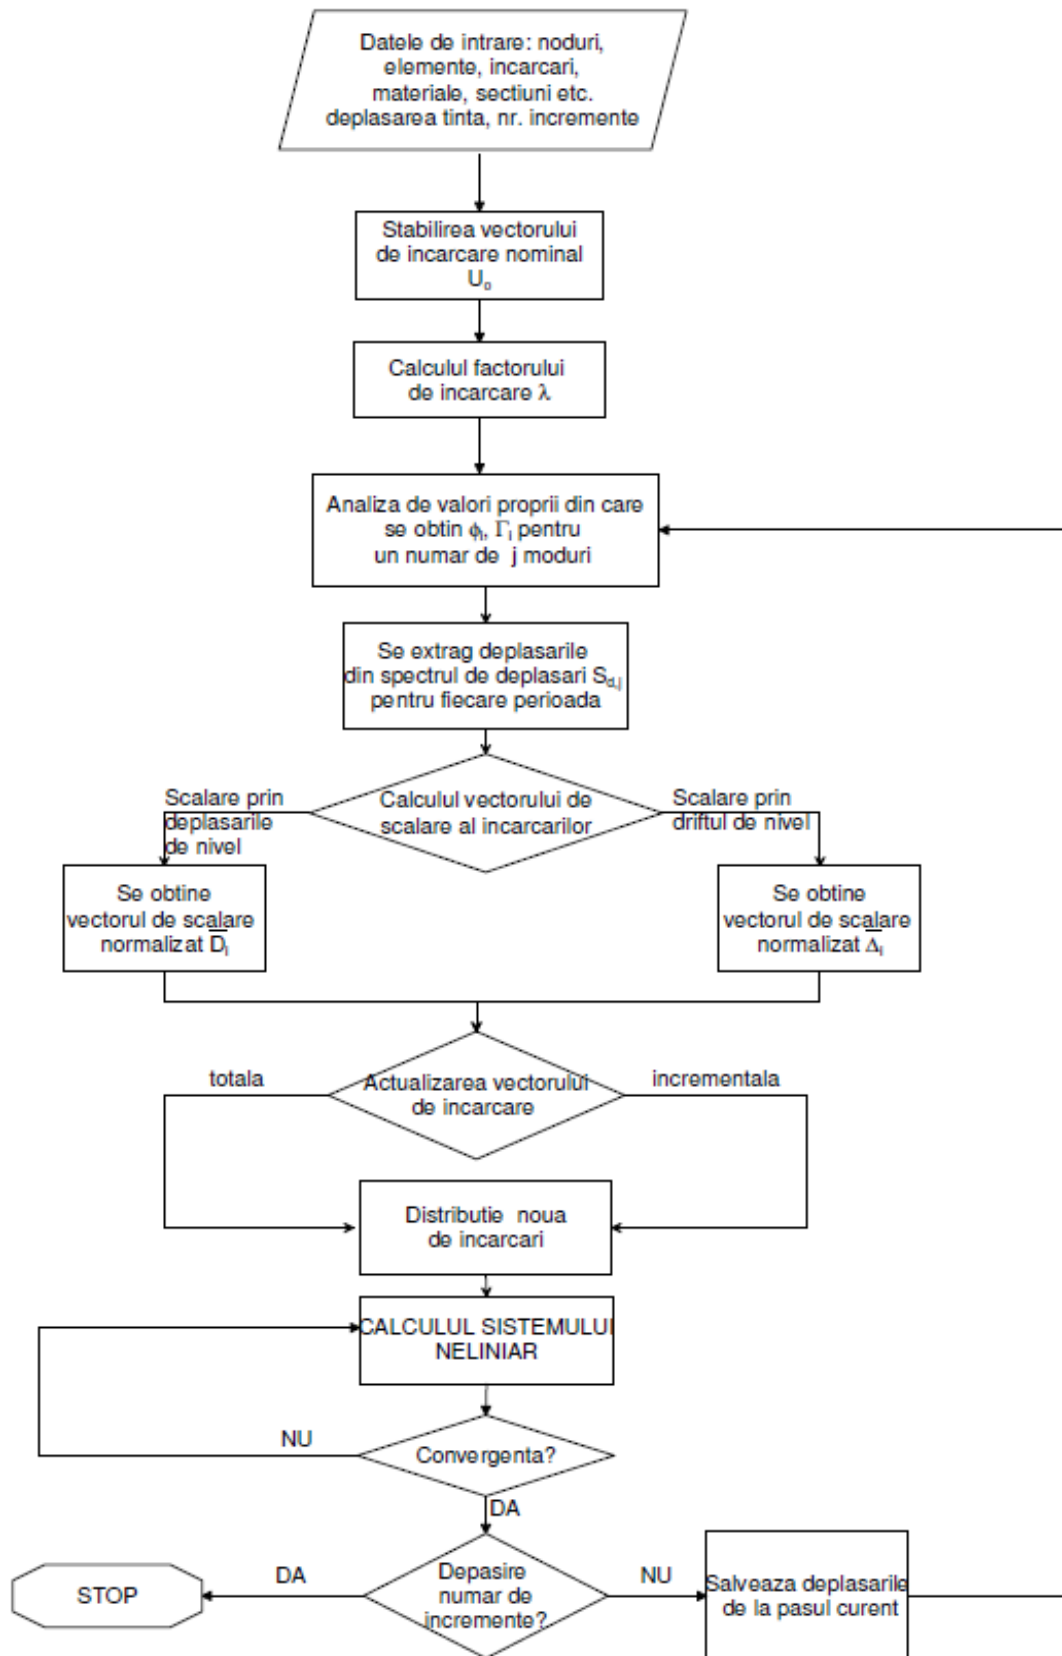 Datele de intrare: noduri,
elemente, incarcari,
materiale, sectiuni etc.
deplasarea tinta, nr. incremente
Stabilirea vectorului
de incarcare nominal
U₀
Calculul factorului
de incarcare λ
Analiza de valori proprii din care
se obtin ϕᵢ, Γᵢ pentru
un numar de j moduri
Se extrag deplasarile
din spectrul de deplasari S_d,j
pentru fiecare perioada
Calculul vectorului de
scalare al incarcarilor
Scalare prin
deplasarile
de nivel
Scalare prin
driftul de nivel
Se obtine
vectorul de scalare
normalizat D̅ᵢ
Se obtine
vectorul de scalare
normalizat Δ̅ᵢ
Actualizarea vectorului
de incarcare
totala
incrementala
Distributie noua
de incarcari
CALCULUL SISTEMULUI
NELINIAR
Convergenta?
NU
DA
Depasire
numar de
incremente?
DA
NU
STOP
Salveaza deplasarile
de la pasul curent